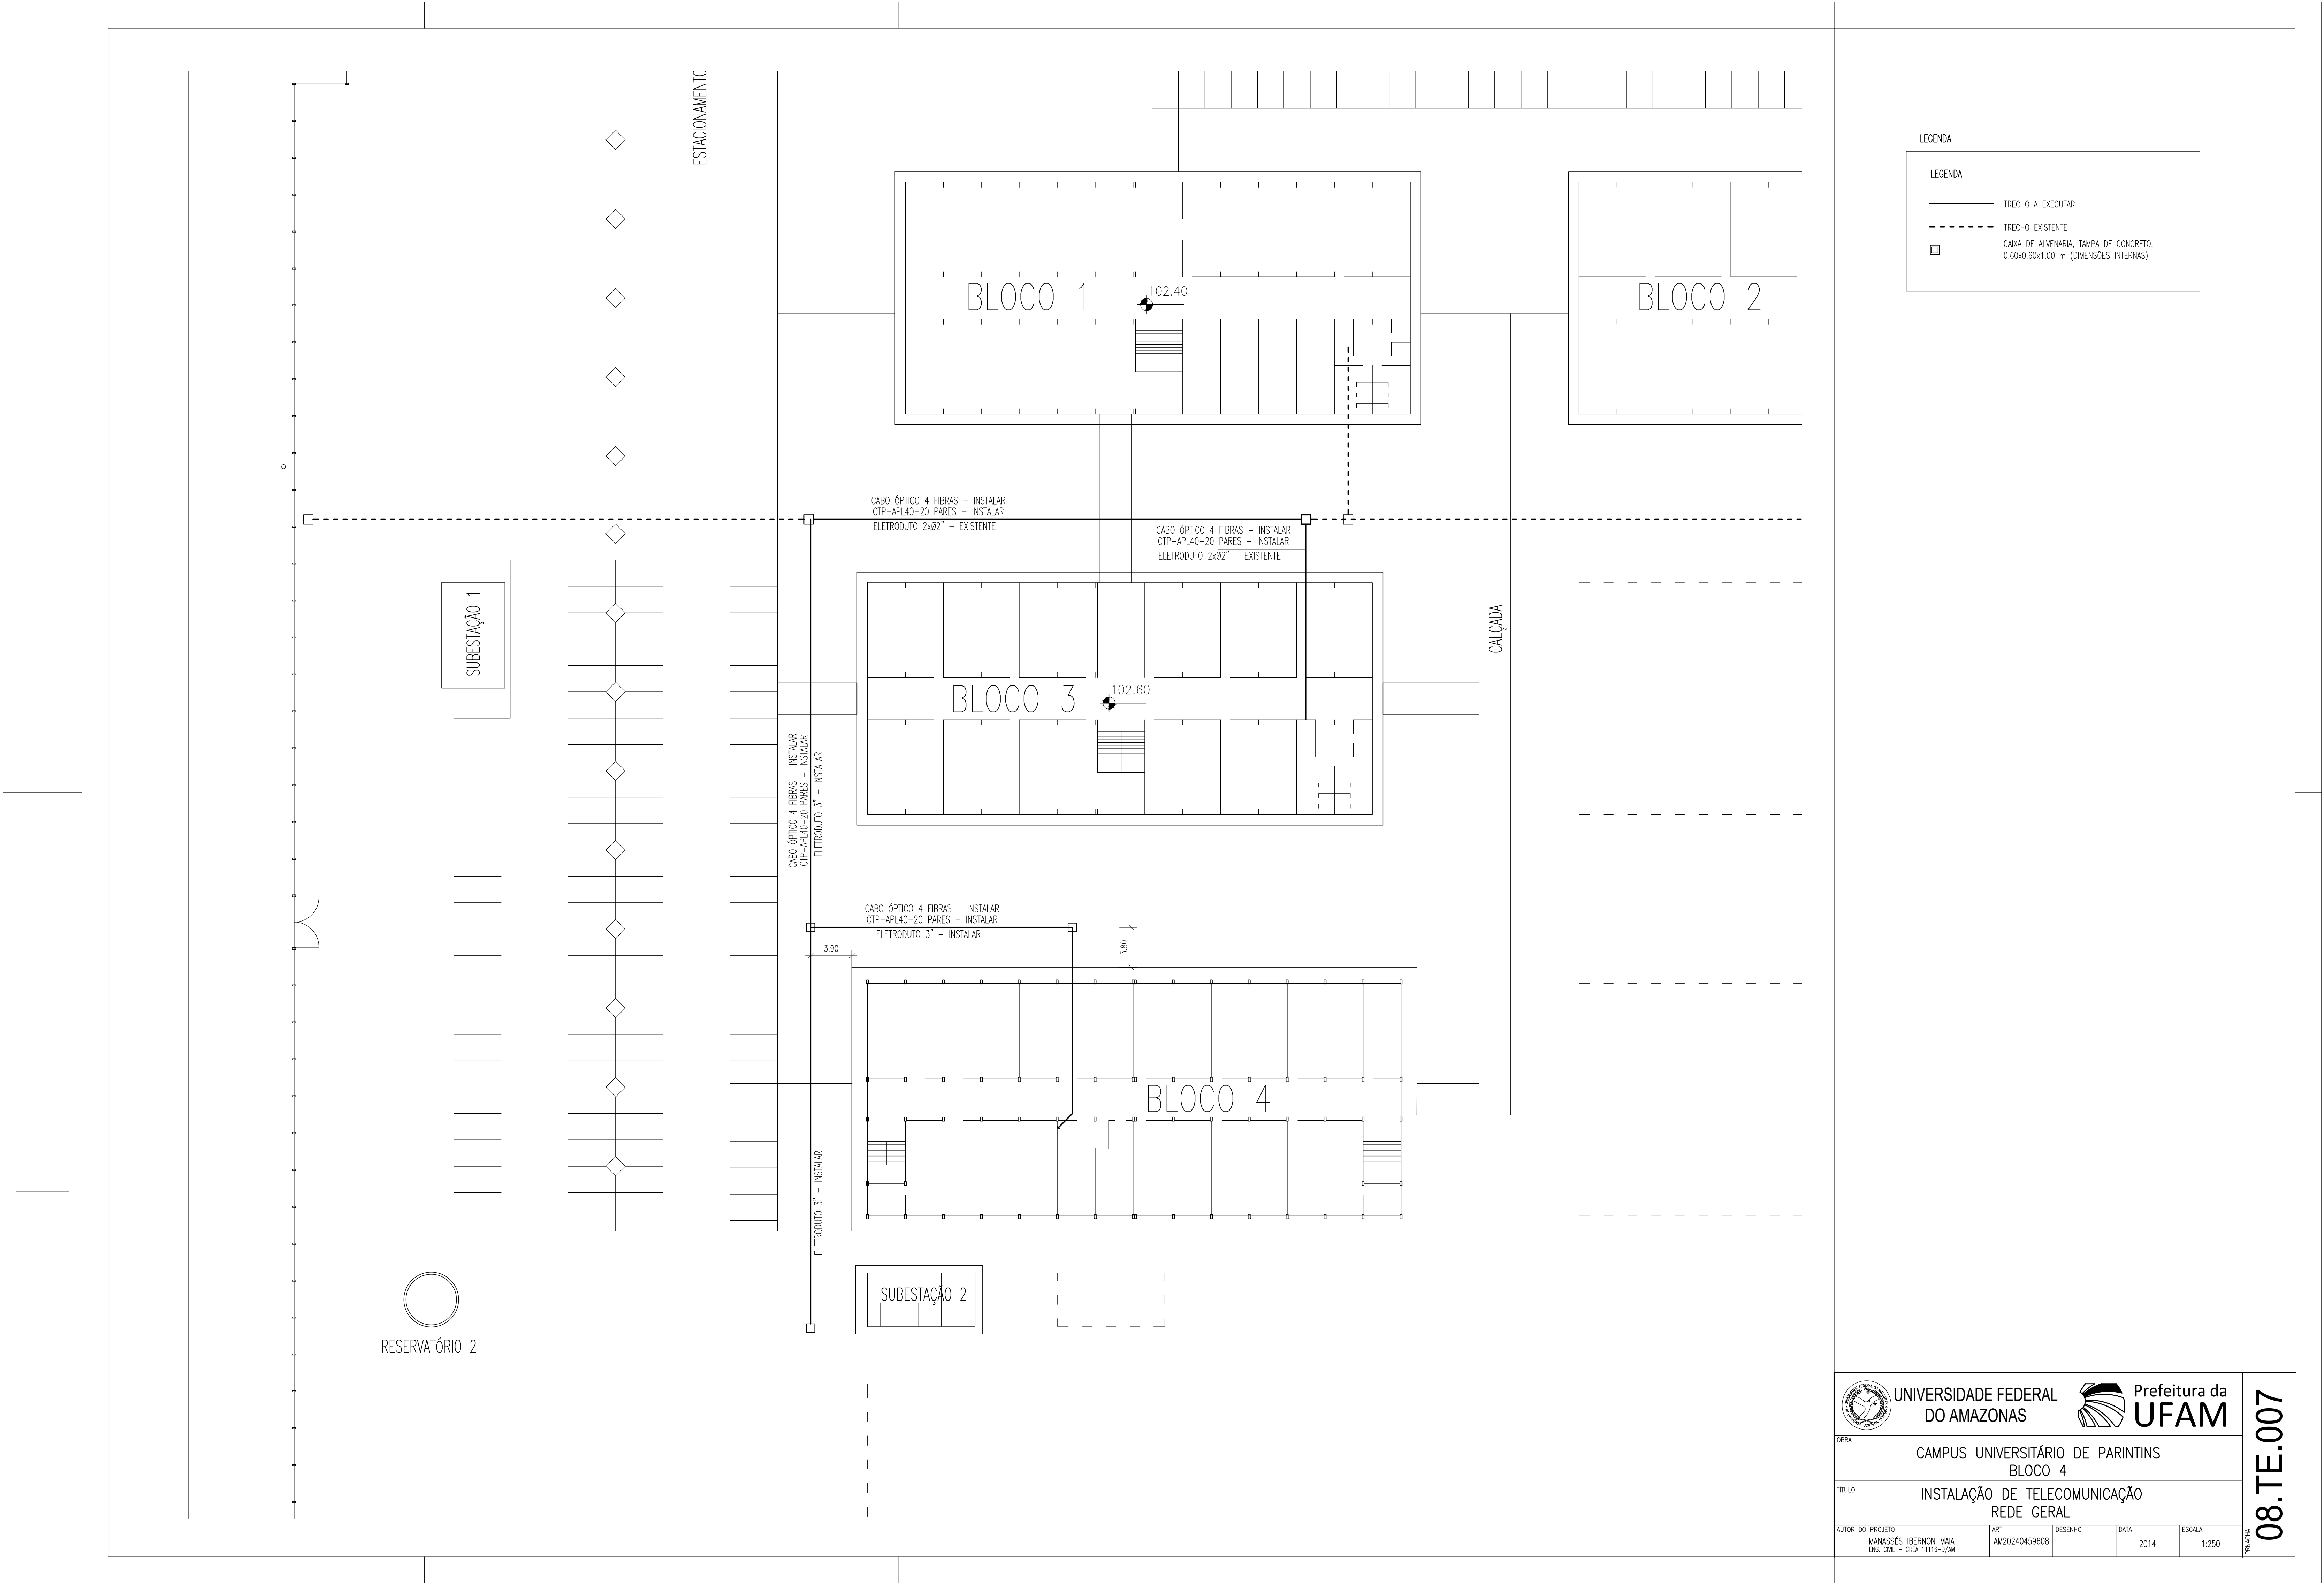 ESTACIONAMENTO
LEGENDA
LEGENDA
TRECHO A EXECUTAR
TRECHO EXISTENTE
CAIXA DE ALVENARIA, TAMPA DE CONCRETO,
0.60x0.60x1.00 m (DIMENSÕES INTERNAS)
BLOCO 1
102.40
BLOCO 2
CABO ÓPTICO 4 FIBRAS - INSTALAR
CTP-APL40-20 PARES - INSTALAR
ELETRODUTO 2xØ2" - EXISTENTE
CABO ÓPTICO 4 FIBRAS - INSTALAR
CTP-APL40-20 PARES - INSTALAR
ELETRODUTO 2xØ2" - EXISTENTE
SUBESTAÇÃO 1
CALÇADA
BLOCO 3
102.60
CABO ÓPTICO 4 FIBRAS - INSTALAR
CTP-APL40-20 PARES - INSTALAR
ELETRODUTO 3" - INSTALAR
CABO ÓPTICO 4 FIBRAS - INSTALAR
CTP-APL40-20 PARES - INSTALAR
ELETRODUTO 3" - INSTALAR
3.90
3.80
BLOCO 4
ELETRODUTO 3" - INSTALAR
SUBESTAÇÃO 2
RESERVATÓRIO 2
UNIVERSIDADE FEDERAL
DO AMAZONAS
Prefeitura da
UFAM
OBRA
CAMPUS UNIVERSITÁRIO DE PARINTINS
BLOCO 4
TÍTULO
INSTALAÇÃO DE TELECOMUNICAÇÃO
REDE GERAL
AUTOR DO PROJETO
MANASSÉS IBERNON MAIA
ENG. CIVIL - CREA 11116-D/AM
ART
AM20240459608
DESENHO
DATA
2014
ESCALA
1:250
PRNACHA
08.TE.007